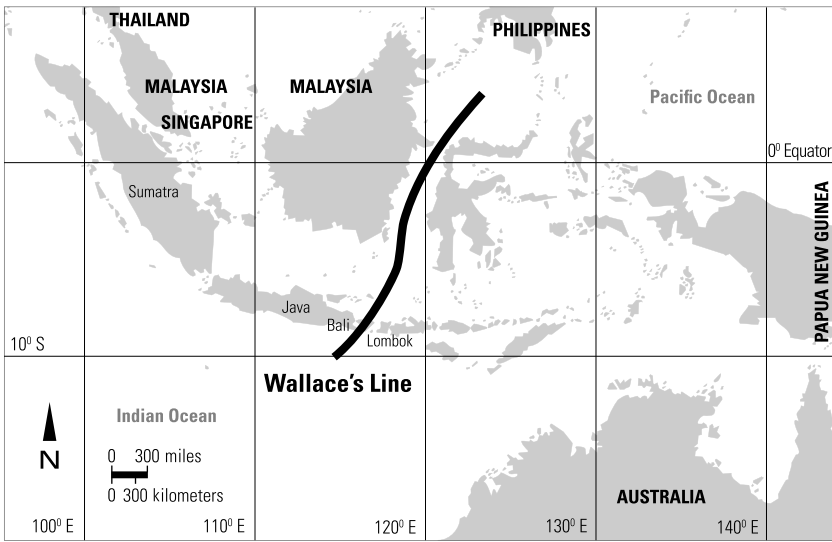 THAILAND
PHILIPPINES
MALAYSIA
MALAYSIA
Pacific Ocean
SINGAPORE
0⁰ Equator
Sumatra
PAPUA NEW GUINEA
Java
Bali
Lombok
10⁰ S
Wallace's Line
Indian Ocean
N
0 300 miles
0 300 kilometers
AUSTRALIA
100⁰ E
110⁰ E
120⁰ E
130⁰ E
140⁰ E